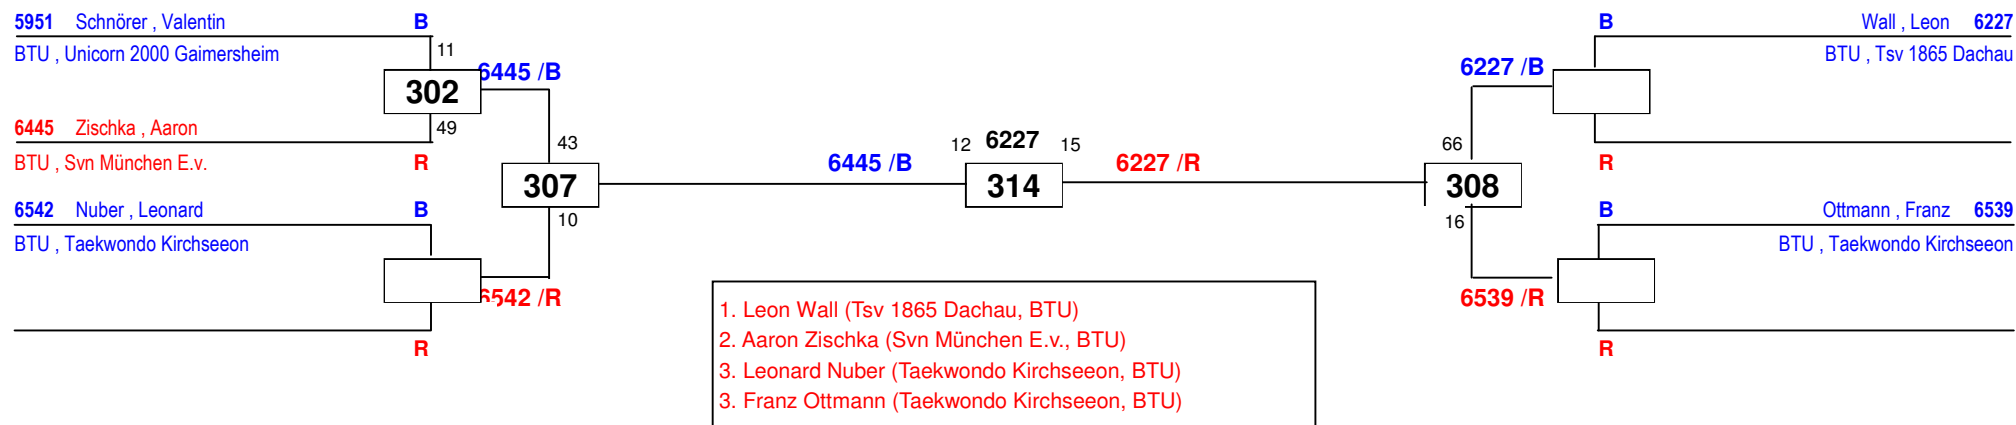 5951 Schnörer , Valentin B
BTU , Unicorn 2000 Gaimersheim
11
302
6445 /B
49
6445 Zischka , Aaron
BTU , Svn München E.v. R
43
307
10
6542 Nuber , Leonard B
BTU , Taekwondo Kirchseeon
6542 /R
R
6445 /B
12 6227 15
314
6227 /R
B Wall , Leon 6227
BTU , Tsv 1865 Dachau
6227 /B
R
66
308
16
B Ottmann , Franz 6539
BTU , Taekwondo Kirchseeon
6539 /R
R
1. Leon Wall (Tsv 1865 Dachau, BTU)
2. Aaron Zischka (Svn München E.v., BTU)
3. Leonard Nuber (Taekwondo Kirchseeon, BTU)
3. Franz Ottmann (Taekwondo Kirchseeon, BTU)